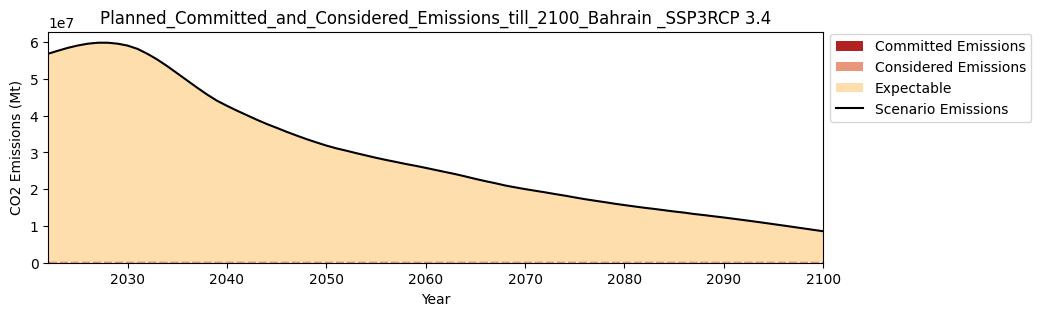 Planned_Committed_and_Considered_Emissions_till_2100_Bahrain _SSP3RCP 3.4
1e7
6
5
4
3
2
1
0
CO2 Emissions (Mt)
2030 2040 2050 2060 2070 2080 2090 2100
Year
Committed Emissions
Considered Emissions
Expectable
Scenario Emissions